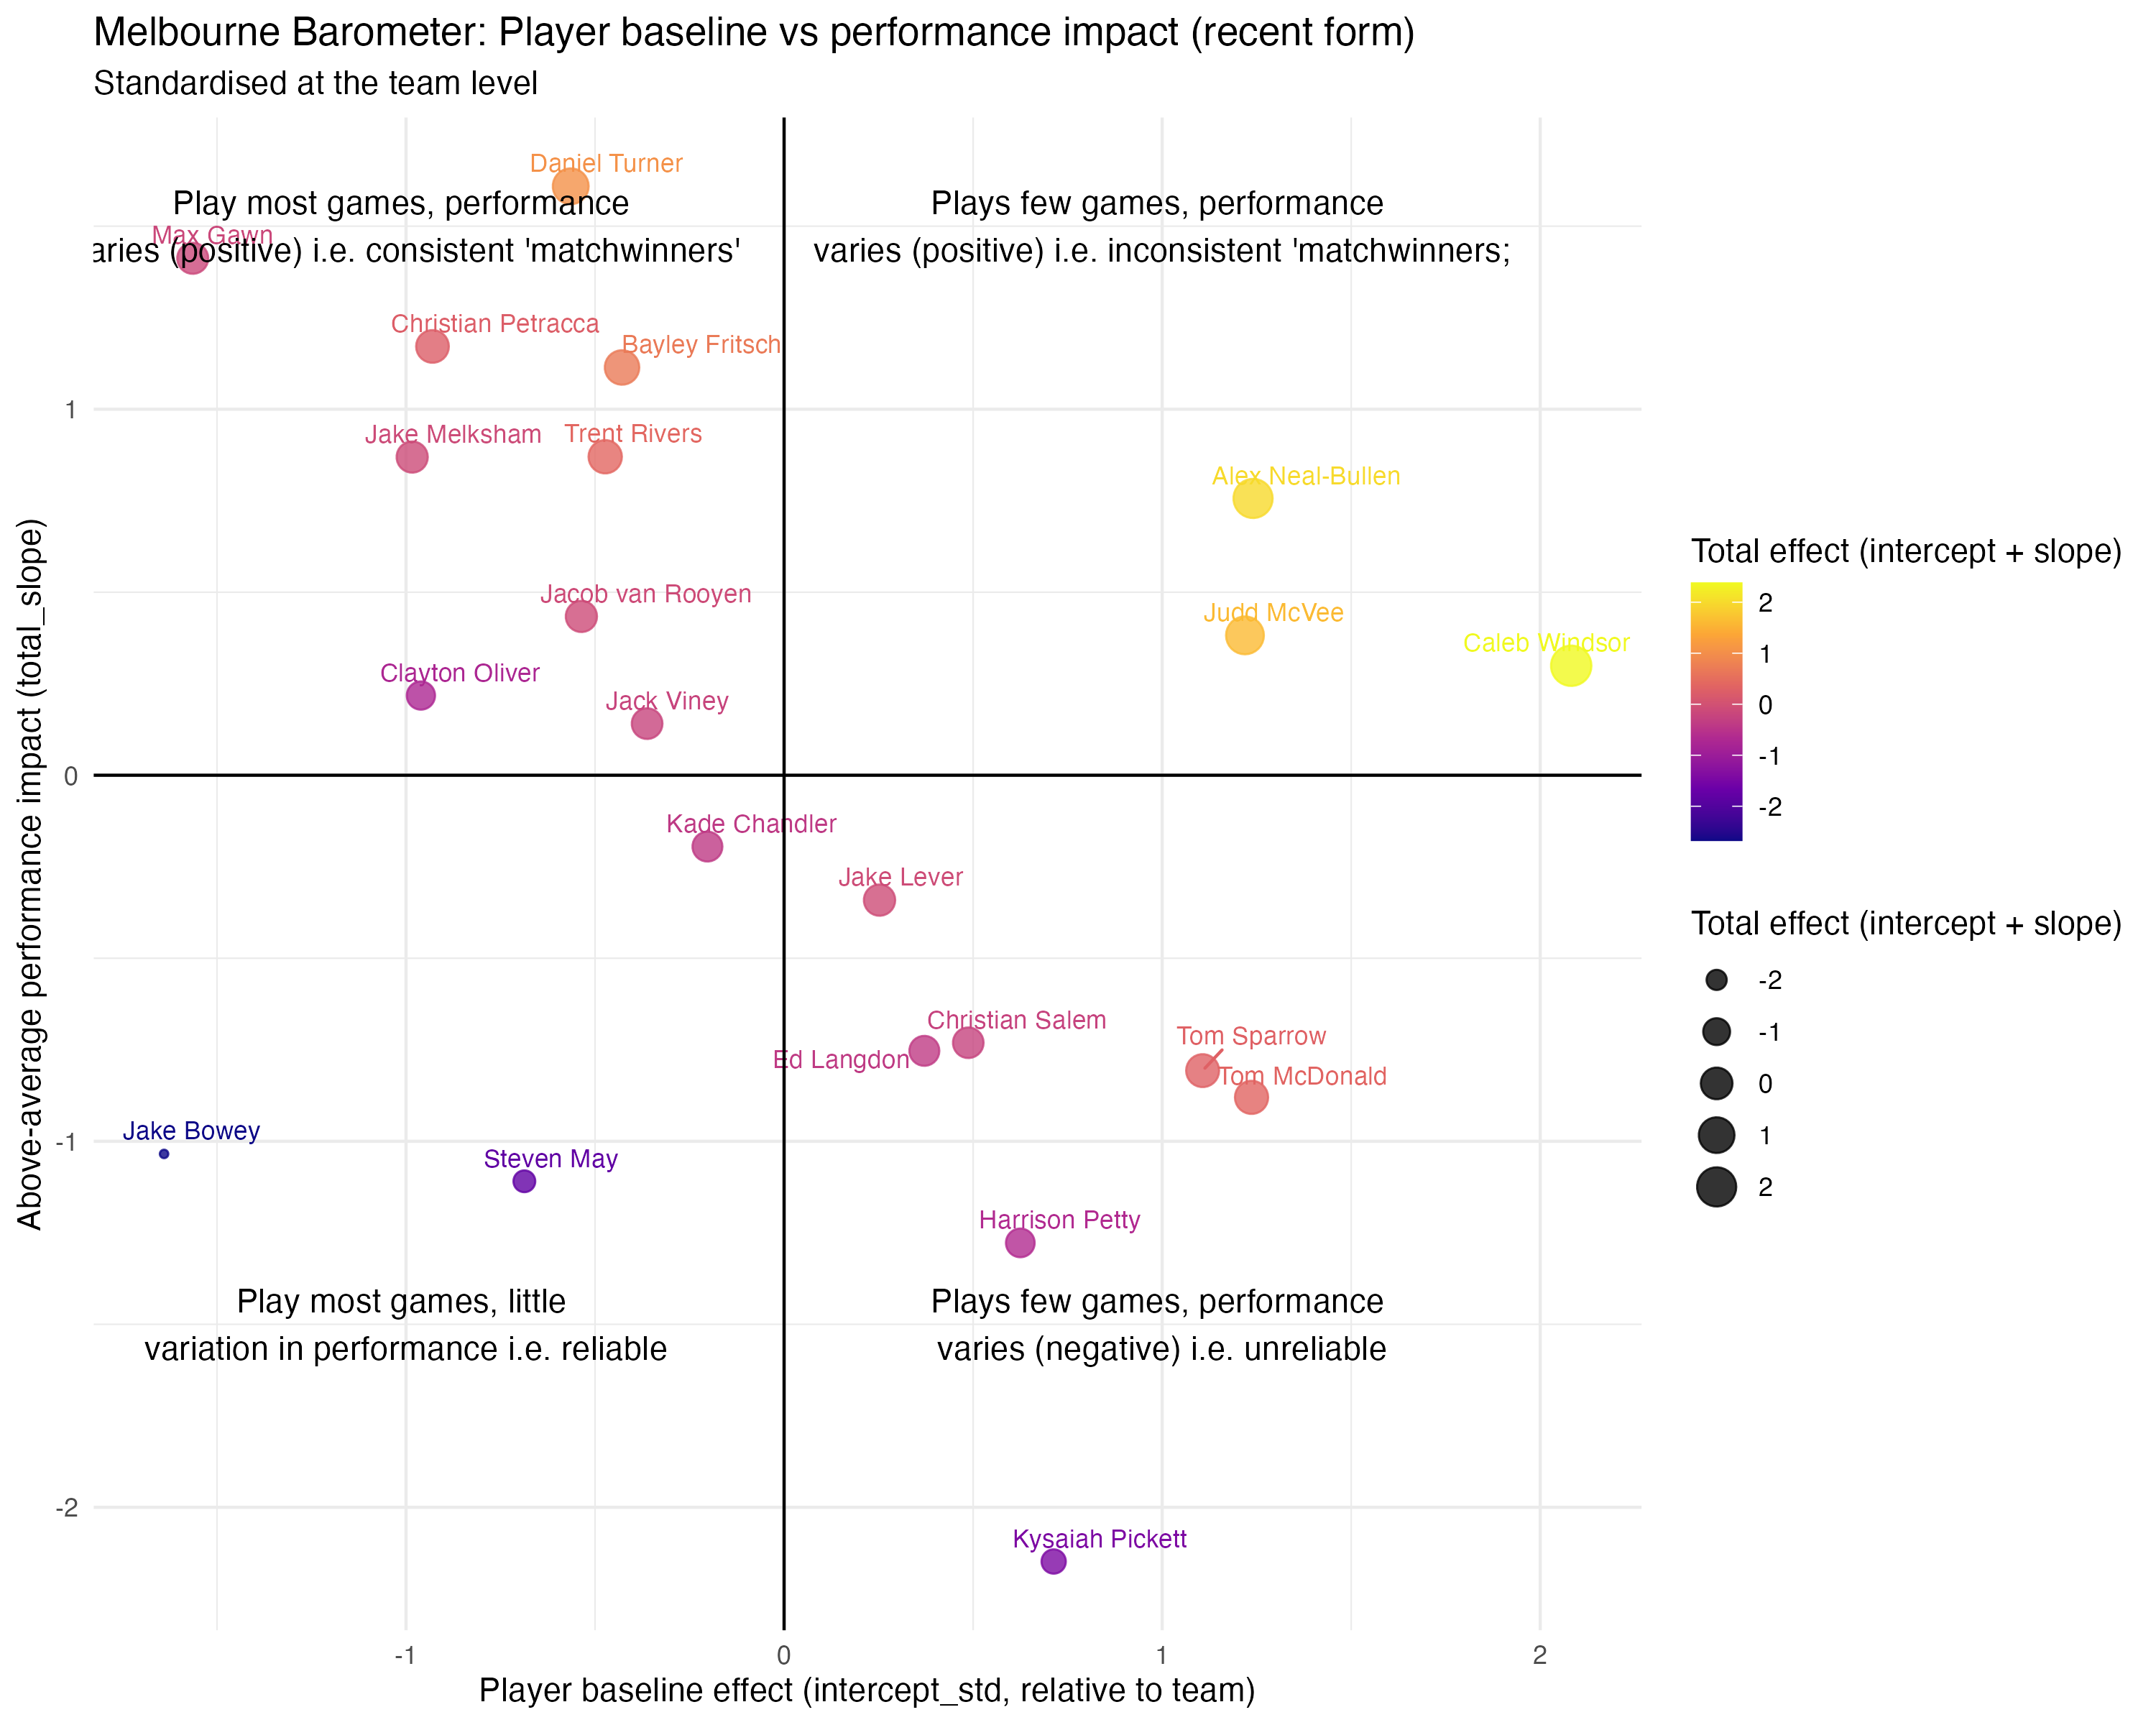 Melbourne Barometer: Player baseline vs performance impact (recent form)
Standardised at the team level
Daniel Turner
Play most games, performance
aries (positive) i.e. consistent 'matchwinners'
Plays few games, performance
varies (positive) i.e. inconsistent 'matchwinners;
Max Gawn
Christian Petracca
Bayley Fritsch
Jake Melksham
Trent Rivers
Alex Neal-Bullen
Jacob van Rooyen
Judd McVee
Caleb Windsor
Clayton Oliver
Jack Viney
Kade Chandler
Jake Lever
Christian Salem
Ed Langdon
Tom Sparrow
Tom McDonald
Jake Bowey
Steven May
Harrison Petty
Play most games, little
variation in performance i.e. reliable
Plays few games, performance
varies (negative) i.e. unreliable
Kysaiah Pickett
1
0
-1
-2
Above-average performance impact (total_slope)
-1
0
1
2
Player baseline effect (intercept_std, relative to team)
Total effect (intercept + slope)
2
1
0
-1
-2
Total effect (intercept + slope)
-2
-1
0
1
2